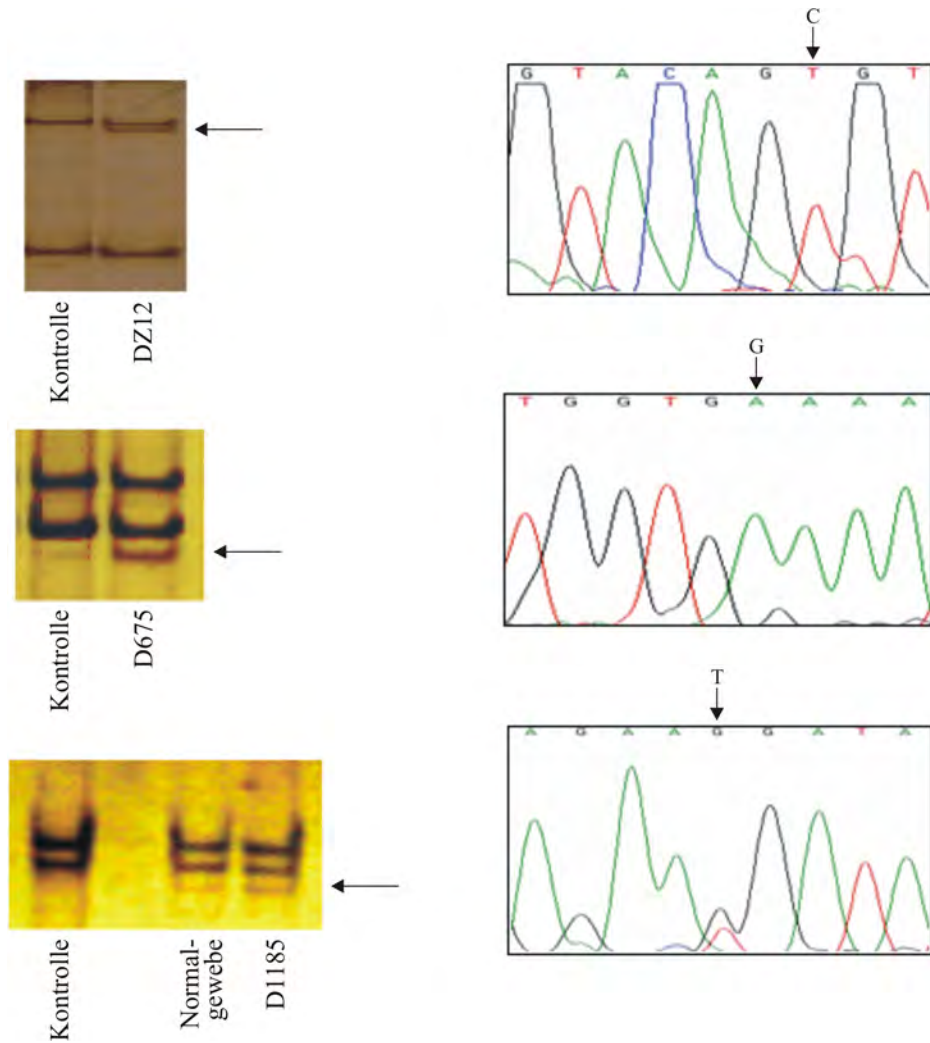 C
G T A C A G T G T
Kontrolle
DZ12
G
T G G T G A A A A
Kontrolle
D675
T
A G A A G G A T A
Kontrolle
Normal-
gewebe
D1185